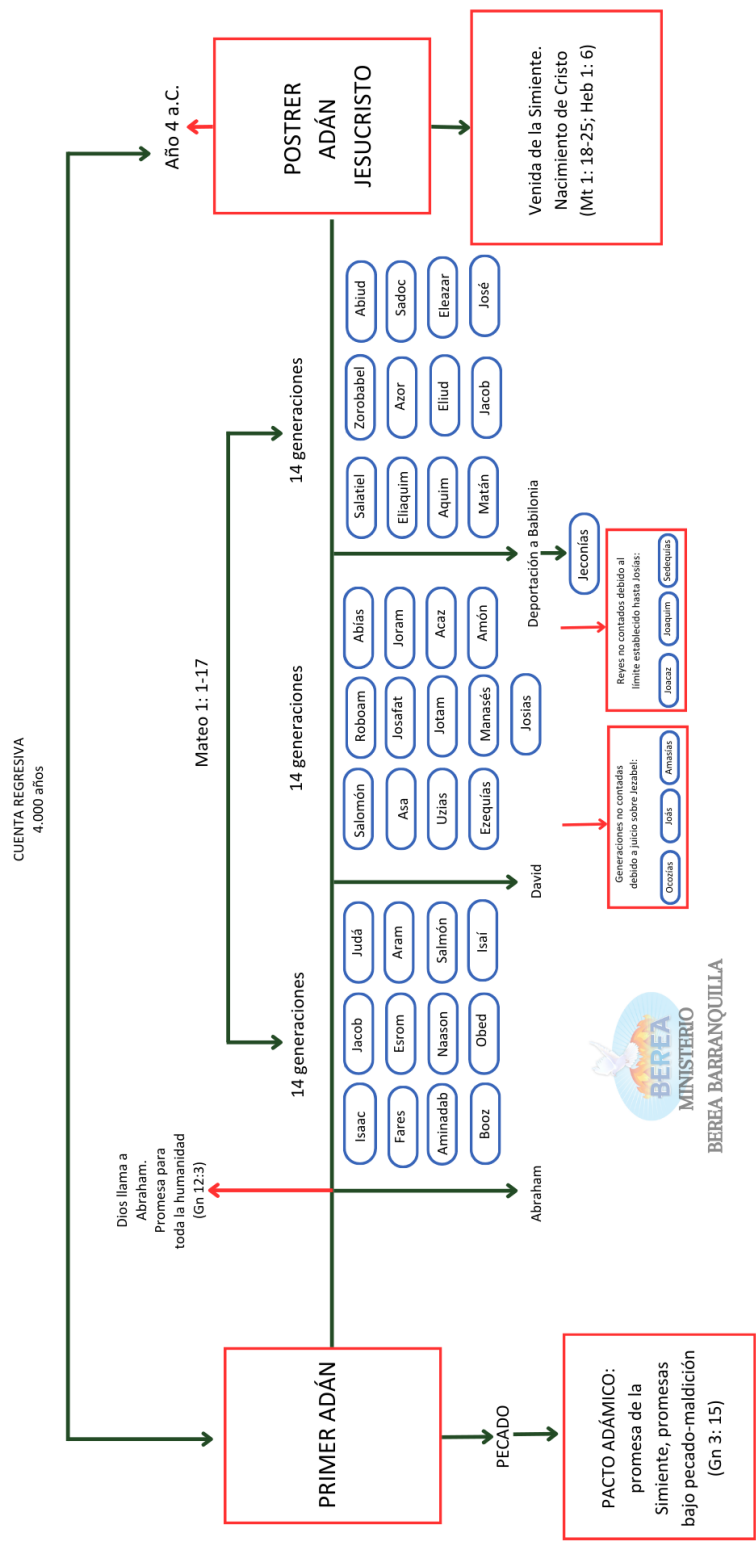 CUENTA REGRESIVA
4.000 años
PRIMER ADÁN
PECADO
PACTO ADÁMICO:
promesa de la
Simiente, promesas
bajo pecado-maldición
(Gn 3: 15)
Dios llama a
Abraham.
Promesa para
toda la humanidad
(Gn 12:3)
Abraham
Mateo 1: 1-17
14 generaciones
Isaac
Jacob
Judá
Fares
Esrom
Aram
Aminadab
Naason
Salmón
Booz
Obed
Isaí
David
14 generaciones
Salomón
Roboam
Abías
Asa
Josafat
Joram
Uzias
Jotam
Acaz
Ezequías
Manasés
Amón
Josias
Generaciones no contadas
debido a juicio sobre Jezabel:
Ocozías
Joás
Amasías
Deportación a Babilonia
Jeconías
Reyes no contados debido al
límite establecido hasta Josías:
Joacaz
Joaquim
Sedequías
14 generaciones
Salatiel
Zorobabel
Abiud
Eliaquim
Azor
Sadoc
Aquim
Eliud
Eleazar
Matán
Jacob
José
Año 4 a.C.
POSTRER
ADÁN
JESUCRISTO
Venida de la Simiente.
Nacimiento de Cristo
(Mt 1: 18-25; Heb 1: 6)
BEREA
MINISTERIO
BEREA BARRANQUILLA